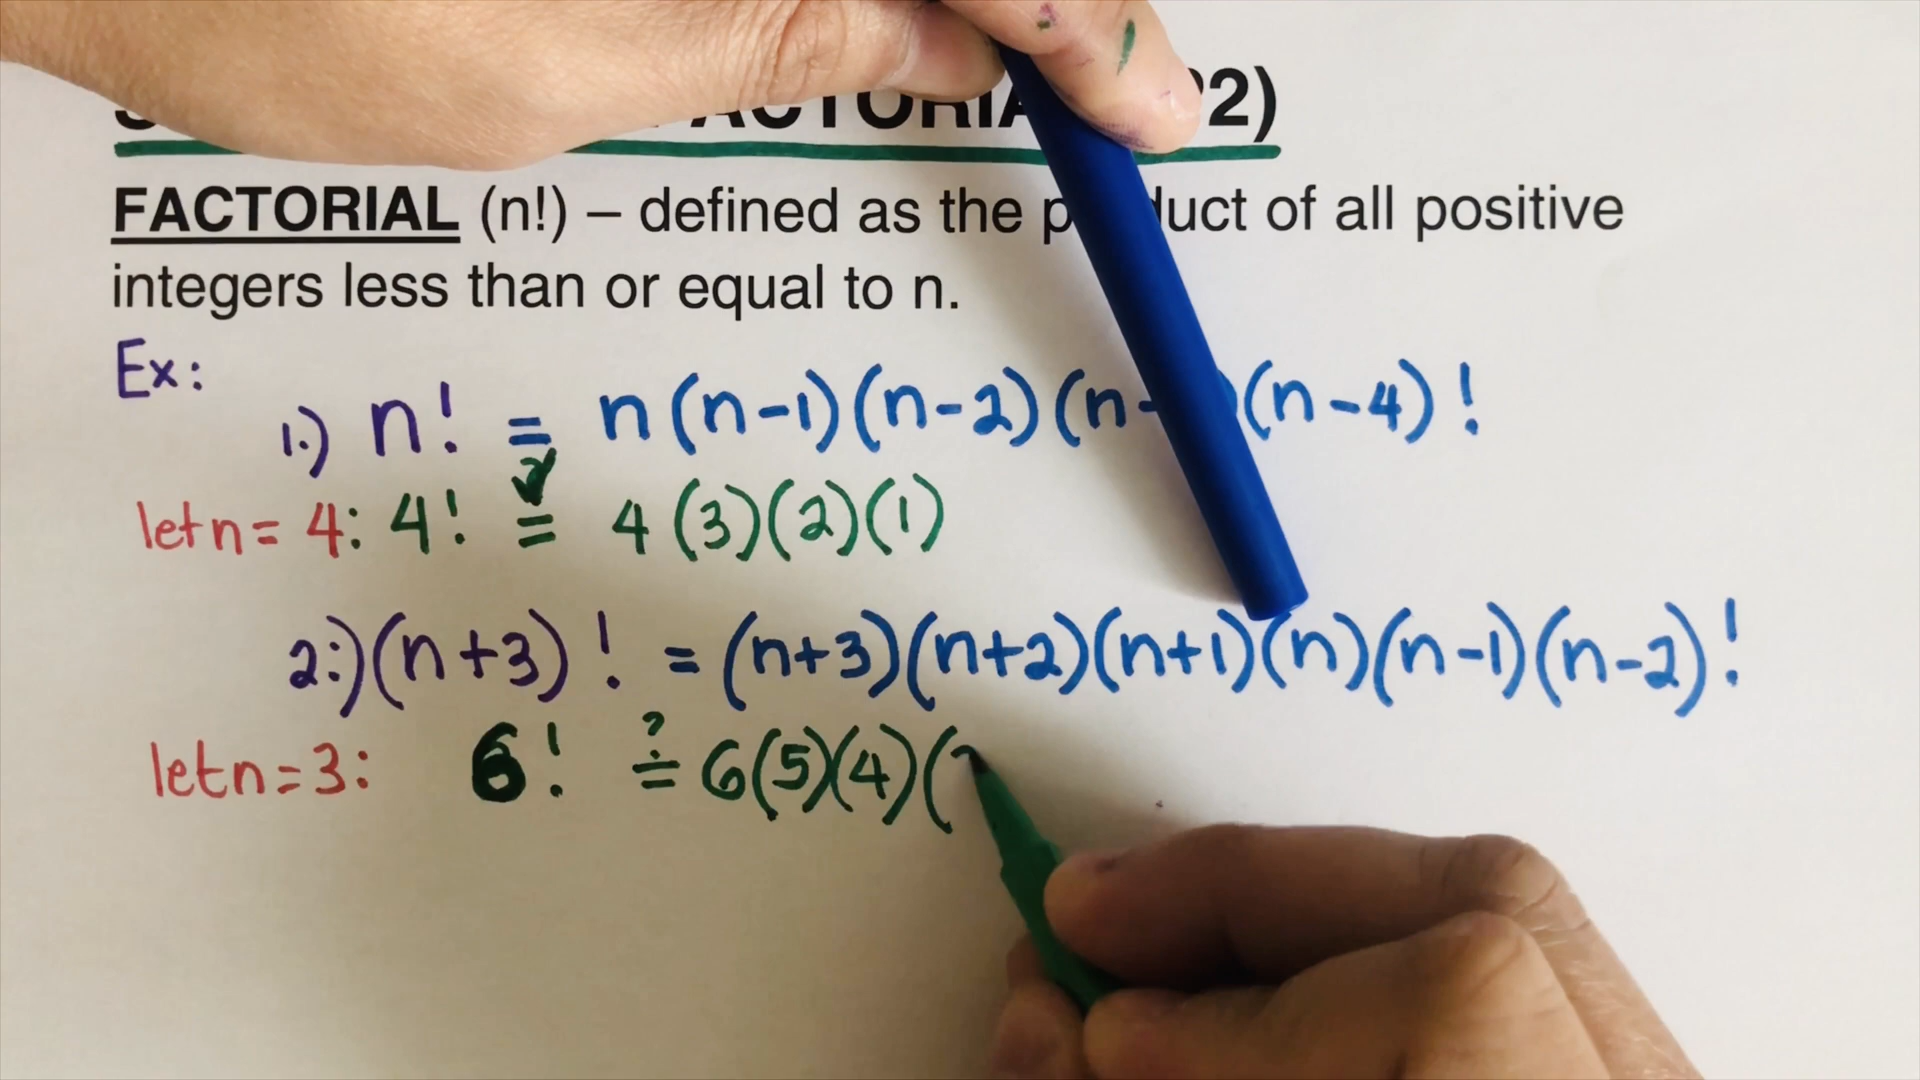 2)
FACTORIAL (n!) – defined as the of all positive
integers less than or equal to n.
Ex:
1.) n! = n(n-1)(n-2)(n- )(n-4)!
let n = 4: 4! = 4(3)(2)(1)
2.) (n+3)! = (n+3)(n+2)(n+1)(n)(n-1)(n-2)!
let n = 3: 6! ≟ 6(5)(4)(